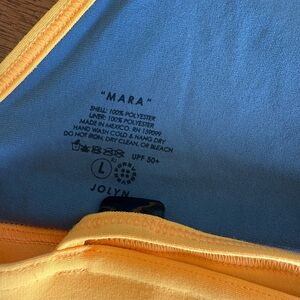 "MARA"
SHELL: 100% POLYESTER
LINER: 100% POLYESTER
MADE IN MEXICO, RN 159099
HAND WASH COLD & HANG DRY
DO NOT IRON, DRY CLEAN, OR BLEACH
UPF 50+
L
JOLYN